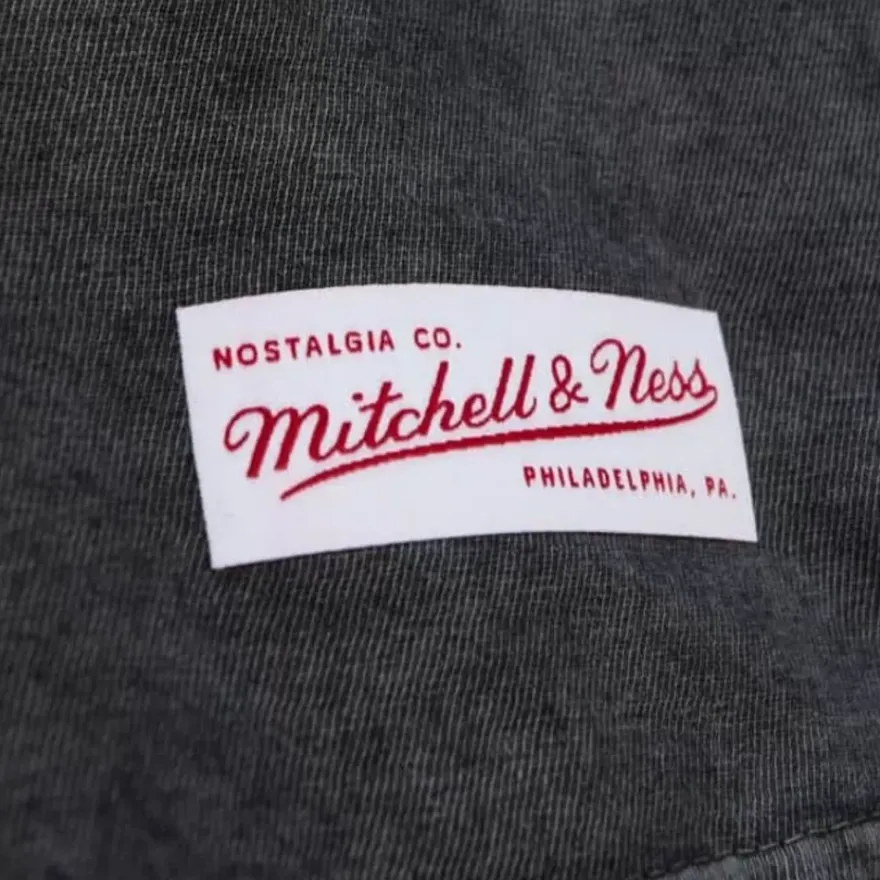 NOSTALGIA CO.
Mitchell & Ness
PHILADELPHIA, PA.